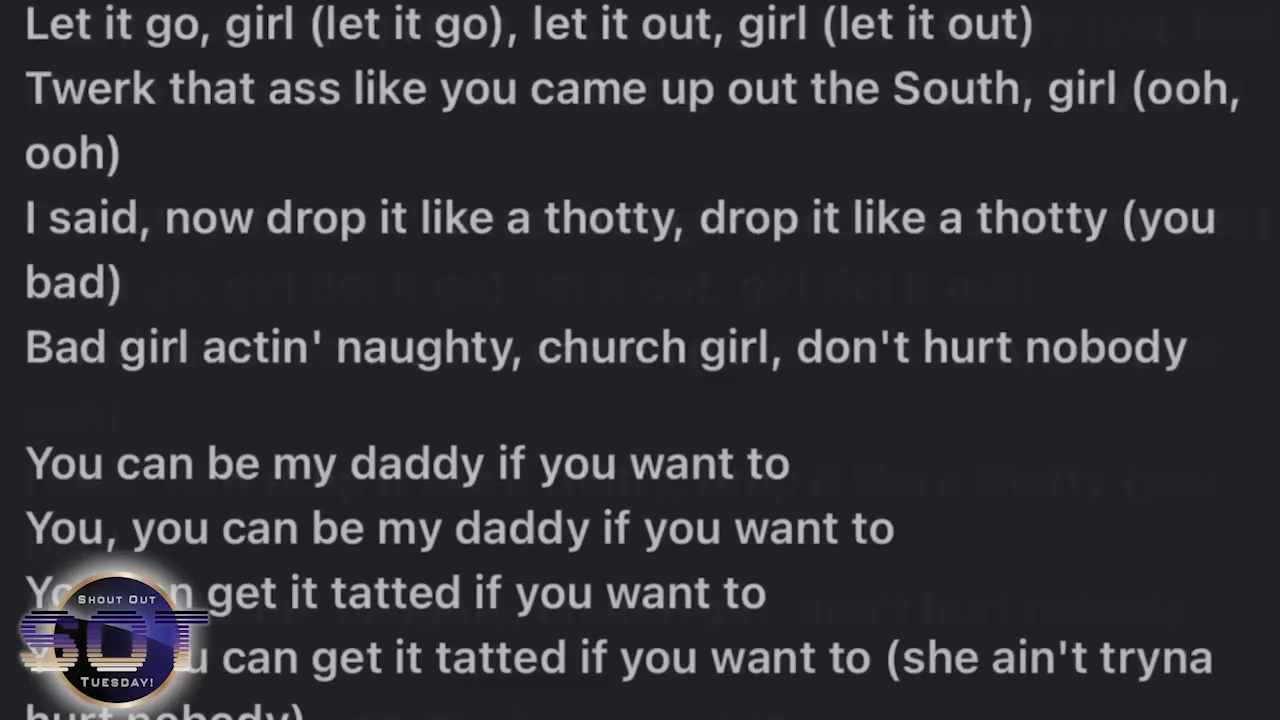 Let it go, girl (let it go), let it out, girl (let it out)
Twerk that ass like you came up out the South, girl (ooh,
ooh)
I said, now drop it like a thotty, drop it like a thotty (you
bad)
Bad girl actin' naughty, church girl, don't hurt nobody
You can be my daddy if you want to
You, you can be my daddy if you want to
get it tatted if you want to
can get it tatted if you want to (she ain't tryna
hurt nobody)
SHOUT OUT
SOT
TUESDAY!